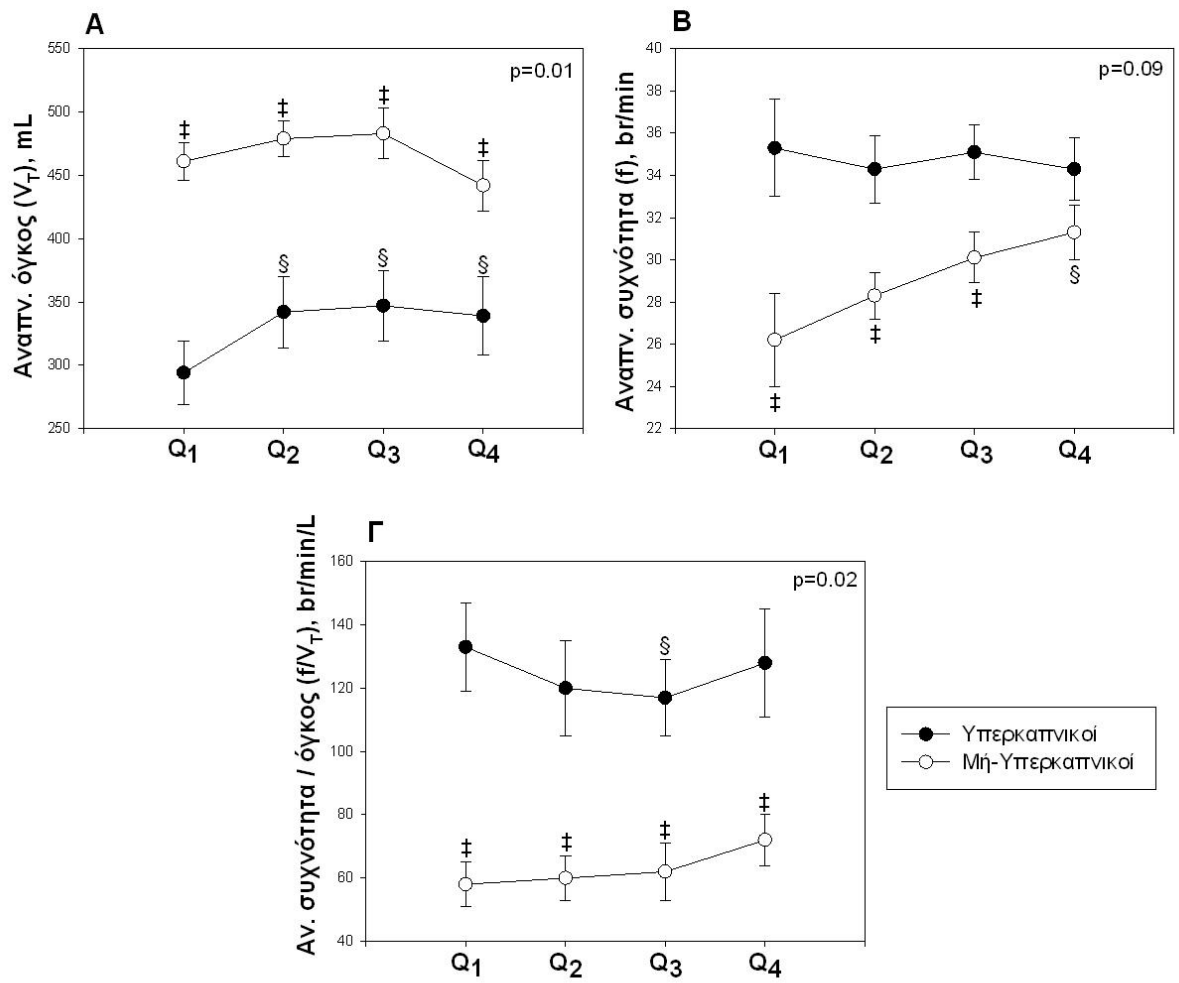 Α
Αναπν. όγκος (VT), mL
550
500
450
400
350
300
250
p=0.01
‡ ‡ ‡ ‡
§ § §
Q1 Q2 Q3 Q4
Β
Αναπν. συχνότητα (f), br/min
40
38
36
34
32
30
28
26
24
22
p=0.09
‡ ‡ ‡ §
Q1 Q2 Q3 Q4
Γ
Αν. συχνότητα / όγκος (f/VT), br/min/L
160
140
120
100
80
60
40
p=0.02
§
‡ ‡ ‡ ‡
Q1 Q2 Q3 Q4
Υπερκαπνικοί
Μή-Υπερκαπνικοί